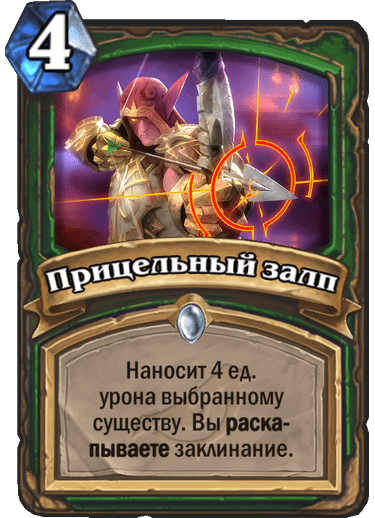 4
Прицельный залп
Наносит 4 ед.
урона выбранному
существу. Вы раска-
пываете заклинание.